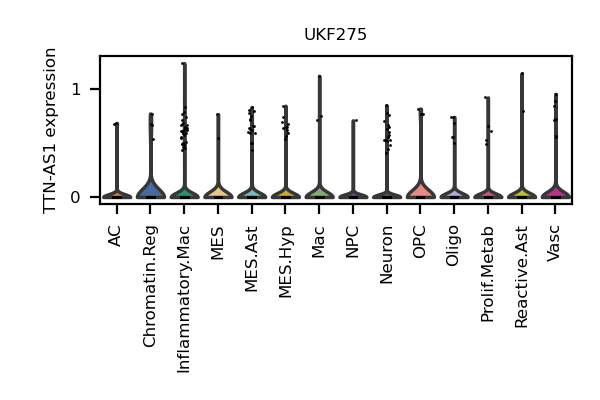 UKF275
TTN-AS1 expression
1
0
AC
Chromatin.Reg
Inflammatory.Mac
MES
MES.Ast
MES.Hyp
Mac
NPC
Neuron
OPC
Oligo
Prolif.Metab
Reactive.Ast
Vasc